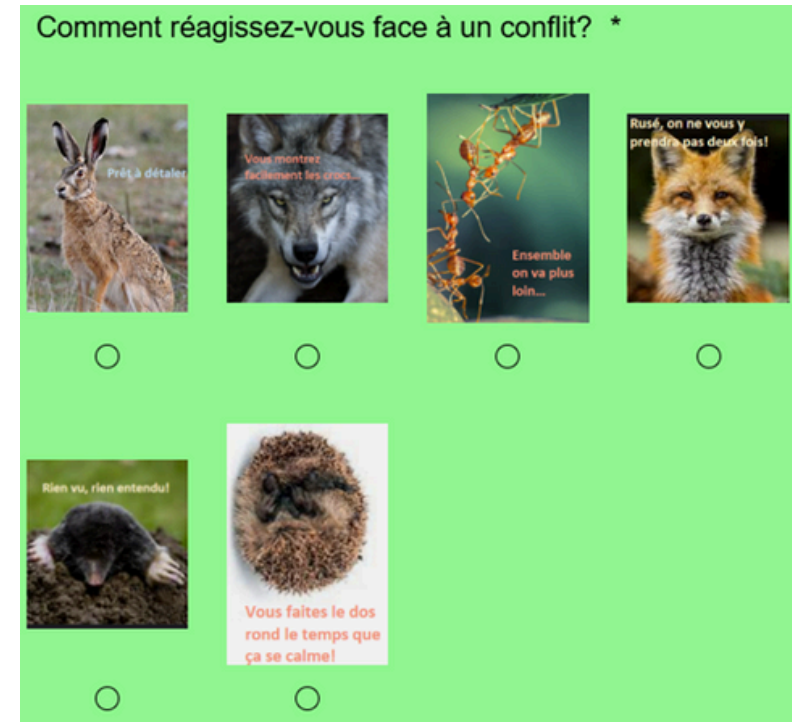 Comment réagissez-vous face à un conflit? *
Prêt à détaler
Vous montrez
facilement les crocs...
Ensemble
on va plus
loin...
Rusé, on ne vous y
prendra pas deux fois!
Rien vu, rien entendu!
Vous faites le dos
rond le temps que
ça se calme!